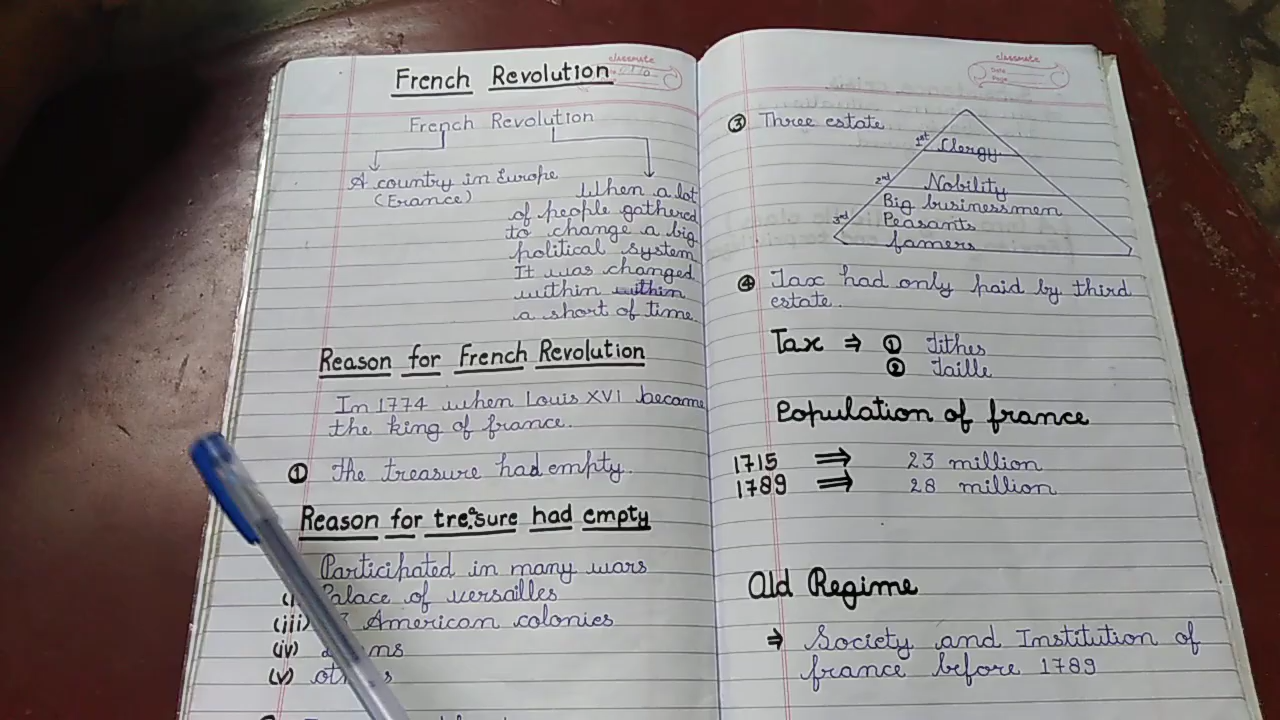 classmate
French Revolution
French Revolution
A country in Europe
(France)
When a lot
of people gathered
to change a big
political system
It was changed
within within
a short of time
Reason for French Revolution
In 1774 when Louis XVI became
the king of france.
① The treasure had empty.
Reason for treasure had empty
Participated in many wars
Palace of versailles
(iii) American colonies
(iv)
(v)
classmate
Date
Page
③ Three estate
1st Clergy
2nd Nobility
Big businessmen
3rd Peasants
famers
④ Tax had only paid by third
estate.
Tax ⇒ ① Tithes
② Taille
Population of france
1715 ⇒ 23 million
1789 ⇒ 28 million
Old Regime
⇒ Society and Institution of
france before 1789